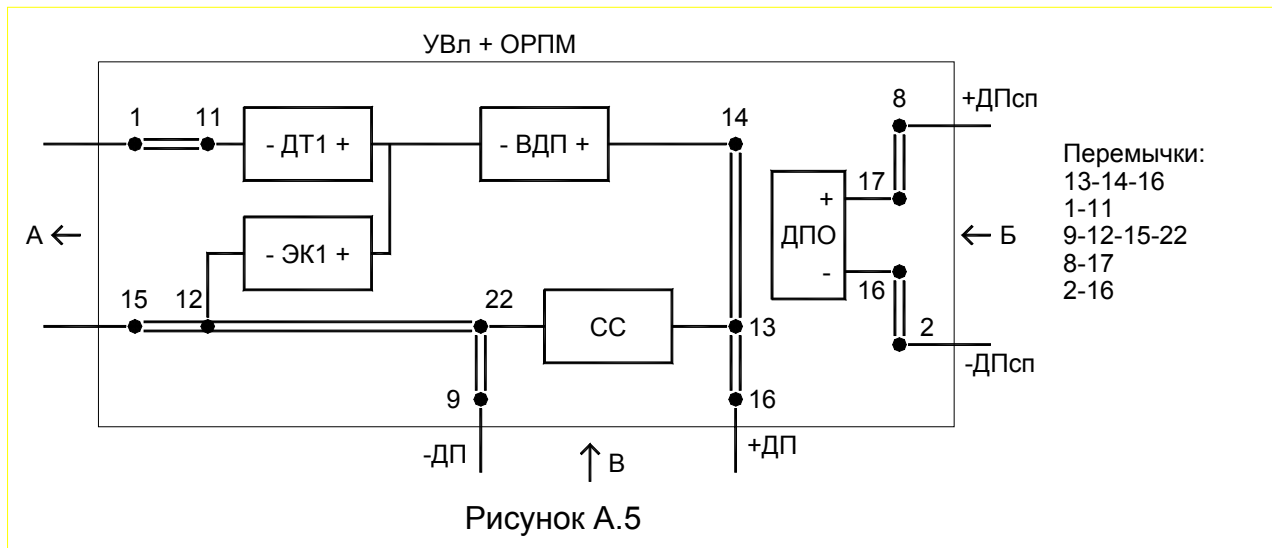 УВл + ОРПМ
1
11
- ДТ1 +
- ВДП +
14
8
+ДПсп
Перемычки:
13-14-16
1-11
9-12-15-22
8-17
2-16
17
+
ДПО
-
16
А
Б
- ЭК1 +
15
12
22
СС
13
2
-ДПсп
9
16
-ДП
В
+ДП
Рисунок А.5